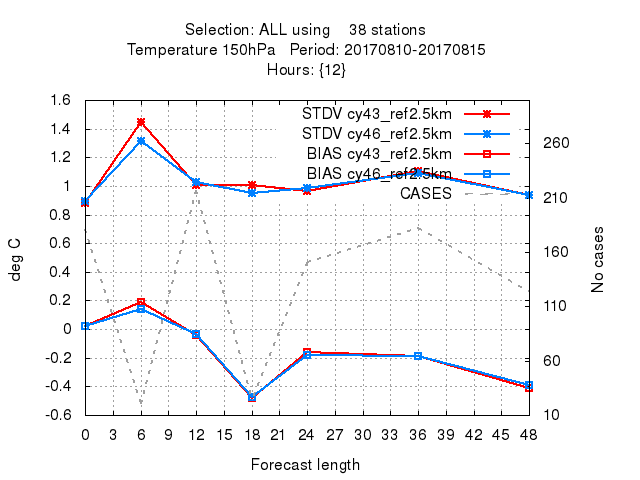 Selection: ALL using 38 stations
Temperature 150hPa Period: 20170810-20170815
Hours: {12}
1.6
1.4
1.2
1
0.8
0.6
0.4
0.2
0
-0.2
-0.4
-0.6
deg C
STDV cy43_ref2.5km
STDV cy46_ref2.5km
BIAS cy43_ref2.5km
BIAS cy46_ref2.5km
CASES
260
210
160
110
60
10
No cases
0 3 6 9 12 15 18 21 24 27 30 33 36 39 42 45 48
Forecast length